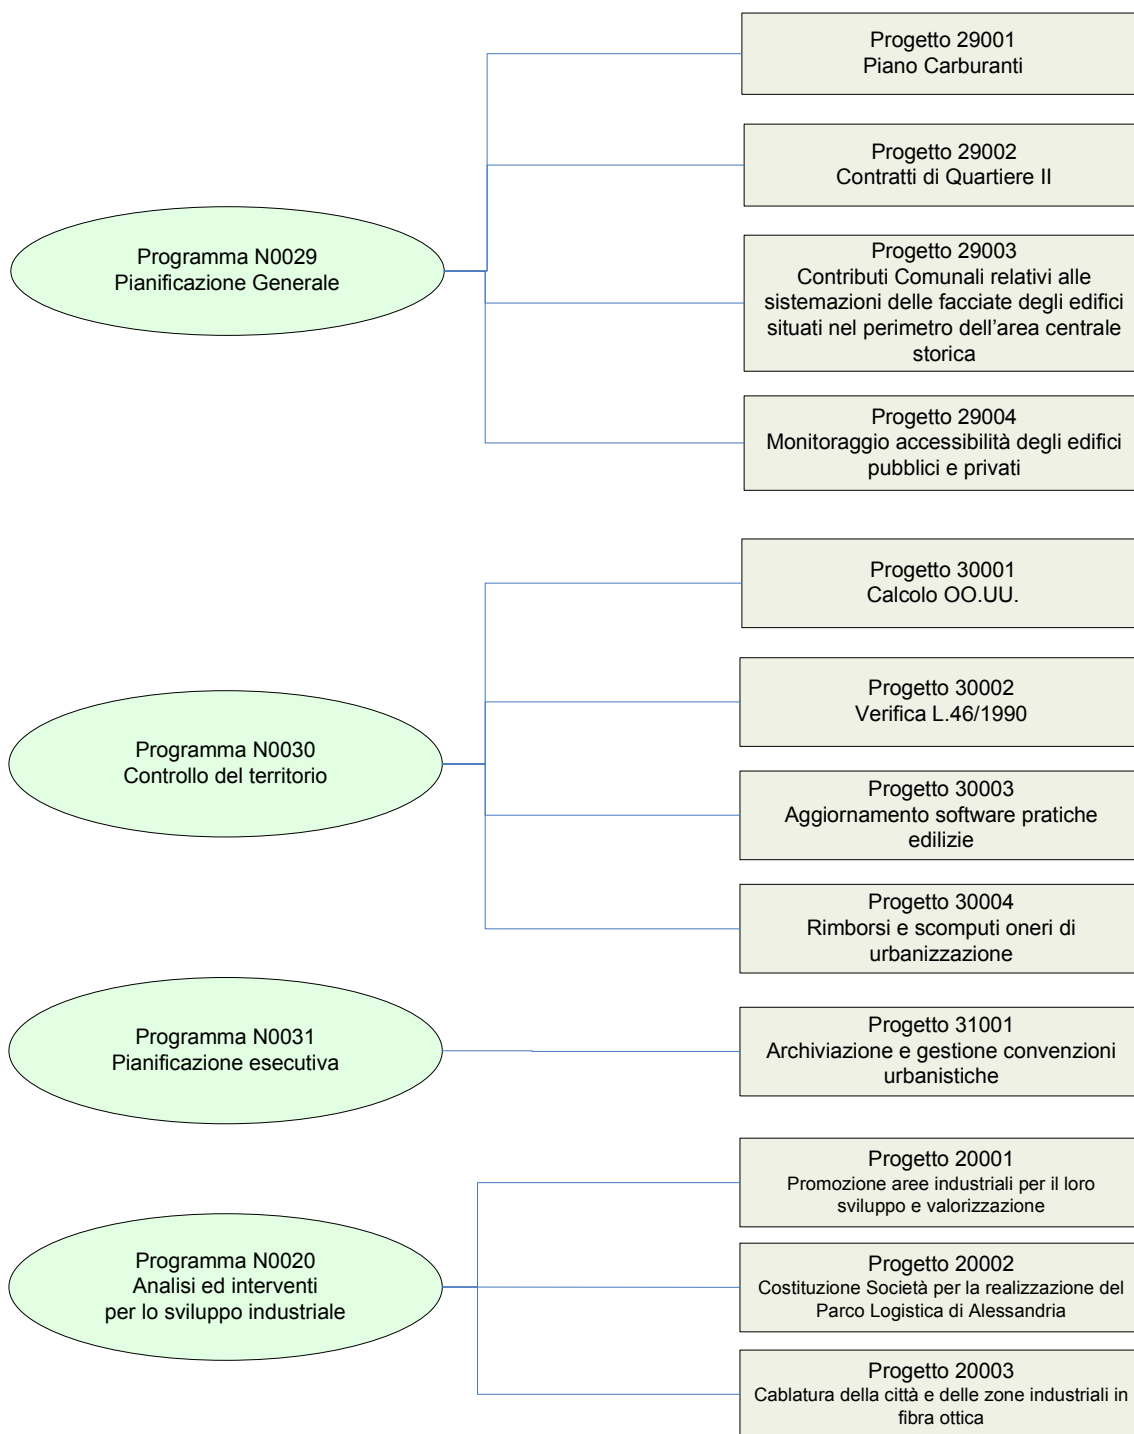 Programma N0029
Pianificazione Generale
Progetto 29001
Piano Carburanti
Progetto 29002
Contratti di Quartiere II
Progetto 29003
Contributi Comunali relativi alle
sistemazioni delle facciate degli edifici
situati nel perimetro dell'area centrale
storica
Progetto 29004
Monitoraggio accessibilità degli edifici
pubblici e privati
Programma N0030
Controllo del territorio
Progetto 30001
Calcolo OO.UU.
Progetto 30002
Verifica L.46/1990
Progetto 30003
Aggiornamento software pratiche
edilizie
Progetto 30004
Rimborsi e scomputi oneri di
urbanizzazione
Programma N0031
Pianificazione esecutiva
Progetto 31001
Archiviazione e gestione convenzioni
urbanistiche
Programma N0020
Analisi ed interventi
per lo sviluppo industriale
Progetto 20001
Promozione aree industriali per il loro
sviluppo e valorizzazione
Progetto 20002
Costituzione Società per la realizzazione del
Parco Logistica di Alessandria
Progetto 20003
Cablatura della città e delle zone industriali in
fibra ottica